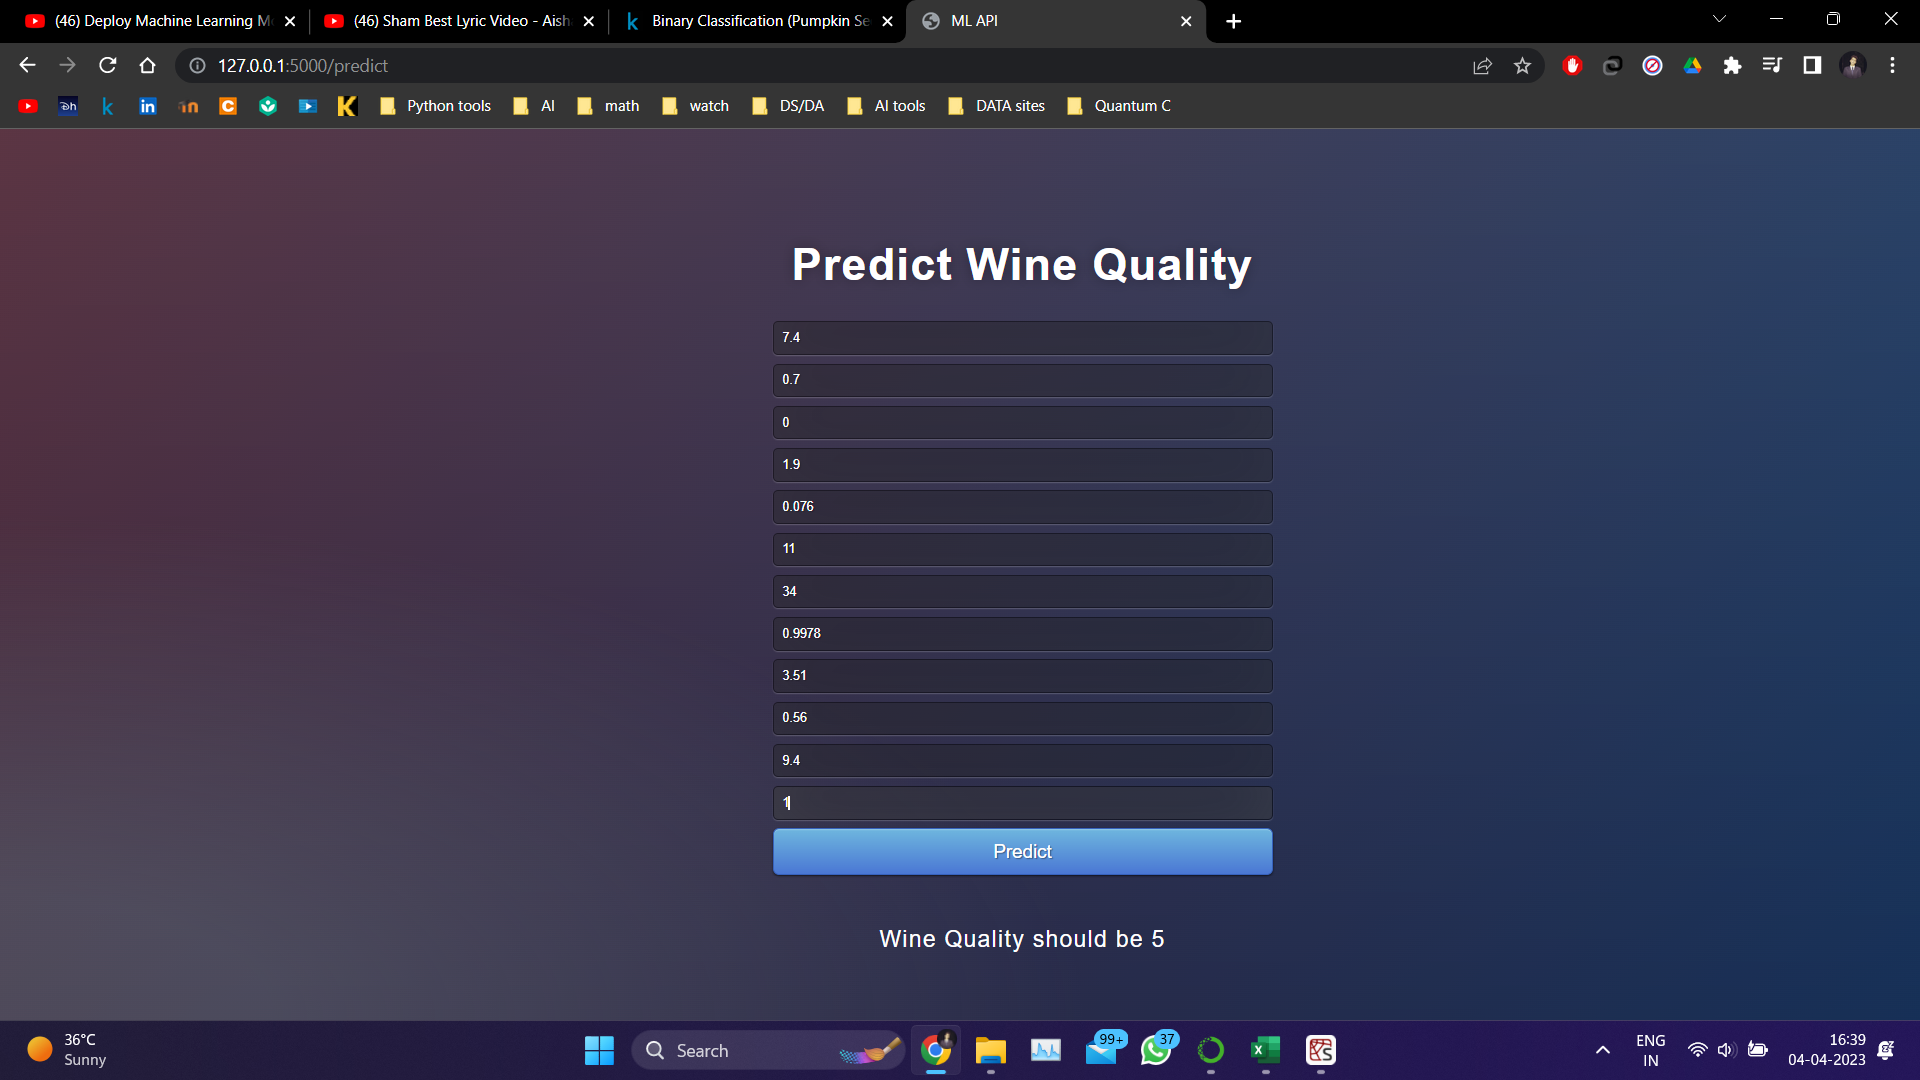 (46) Deploy Machine Learning M
(46) Sham Best Lyric Video - Aish
Binary Classification (Pumpkin Se
ML API
127.0.0.1:5000/predict
Python tools
AI
math
watch
DS/DA
AI tools
DATA sites
Quantum C
Predict Wine Quality
7.4
0.7
0
1.9
0.076
11
34
0.9978
3.51
0.56
9.4
1
Predict
Wine Quality should be 5
36°C
Sunny
Search
99+
37
ENG
IN
16:39
04-04-2023